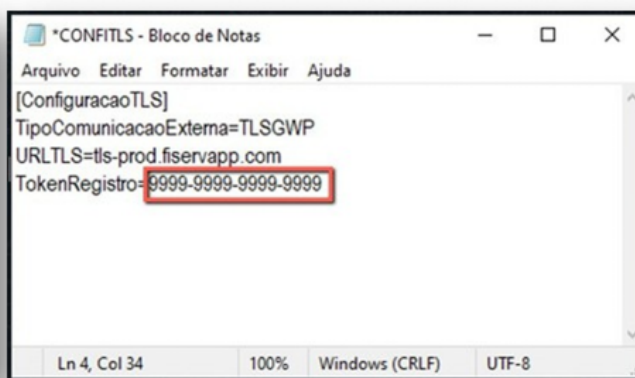 *CONFITLS - Bloco de Notas
Arquivo Editar Formatar Exibir Ajuda
[ConfiguracaoTLS]
TipoComunicacaoExterna=TLSGWP
URLTLS=tls-prod.fiservapp.com
TokenRegistro=9999-9999-9999-9999
Ln 4, Col 34 100% Windows (CRLF) UTF-8